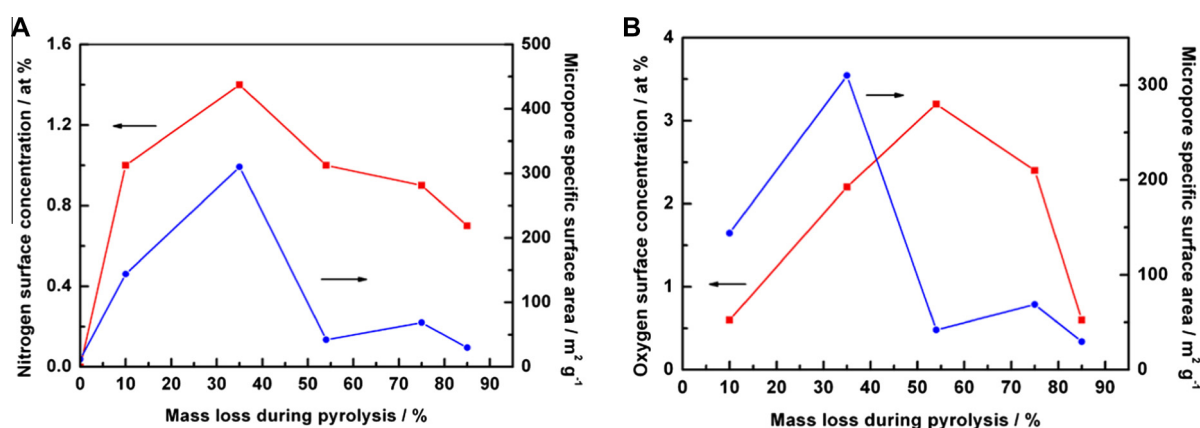 A
Nitrogen surface concentration / at %
1.6
1.2
0.8
0.4
0.0
500
400
300
200
100
0
Micropore specific surface area / m² g⁻¹
0 10 20 30 40 50 60 70 80 90
Mass loss during pyrolysis / %
B
Oxygen surface concentration / at %
4
3
2
1
0
300
200
100
0
Micropore specific surface area / m² g⁻¹
0 10 20 30 40 50 60 70 80 90
Mass loss during pyrolysis / %